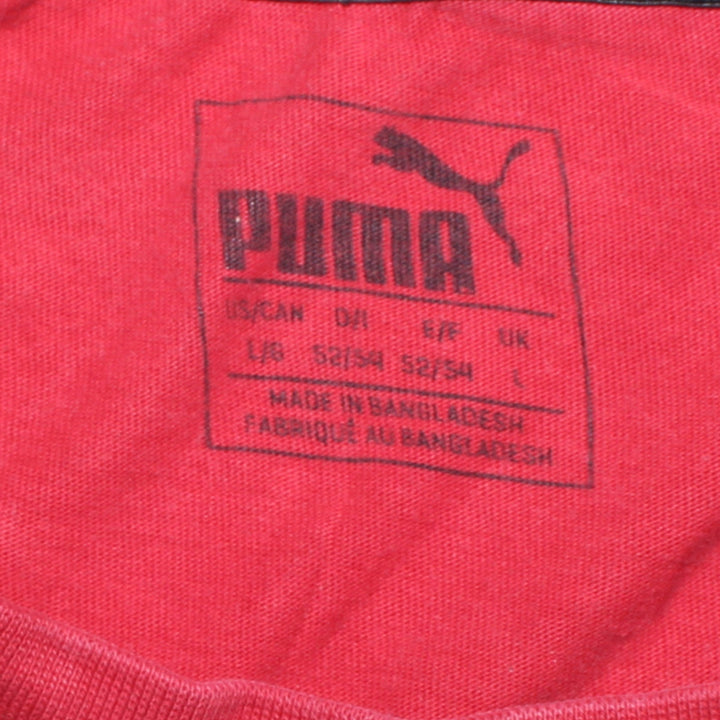 PUMA
US/CAN D/I E/F UK
L/G 52/54 52/54 L
MADE IN BANGLADESH
FABRIQUÉ AU BANGLADESH